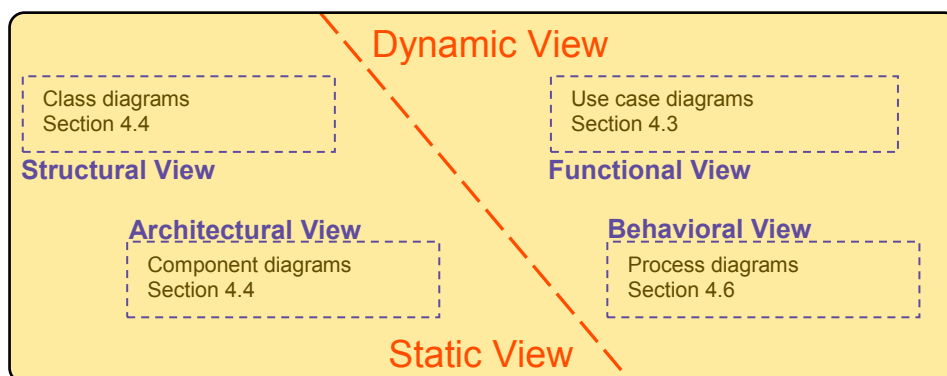 Dynamic View
Class diagrams
Section 4.4
Structural View
Use case diagrams
Section 4.3
Functional View
Architectural View
Component diagrams
Section 4.4
Behavioral View
Process diagrams
Section 4.6
Static View